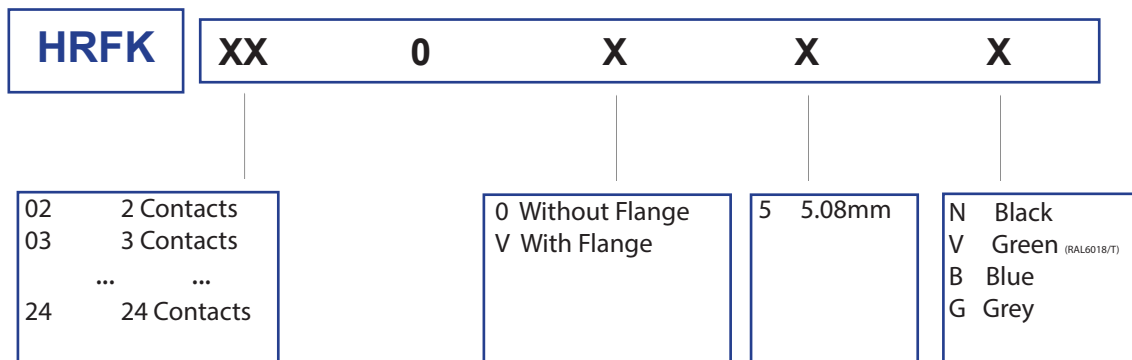 HRFK XX 0 X X X
02 2 Contacts
03 3 Contacts
... ...
24 24 Contacts
0 Without Flange
V With Flange
5 5.08mm
N Black
V Green (RAL6018/T)
B Blue
G Grey